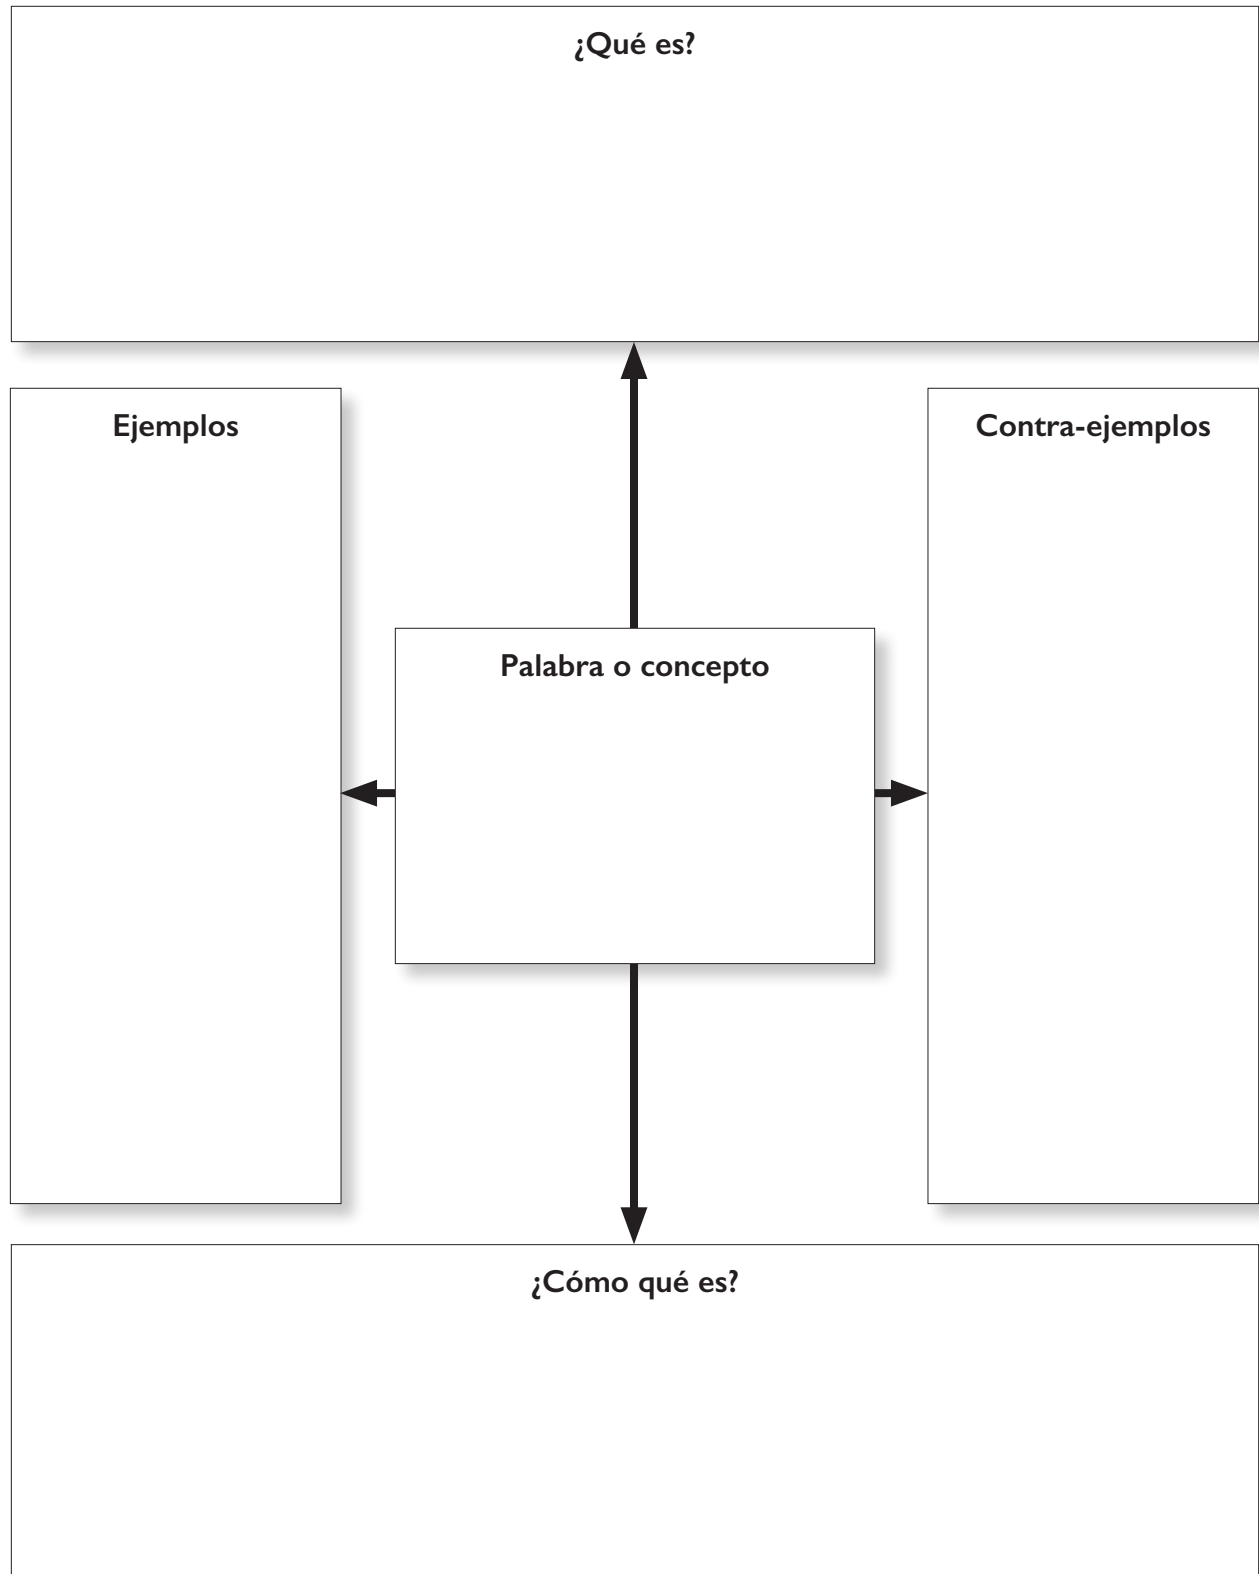 ¿Qué es?
Ejemplos
Contra-ejemplos
Palabra o concepto
¿Cómo qué es?